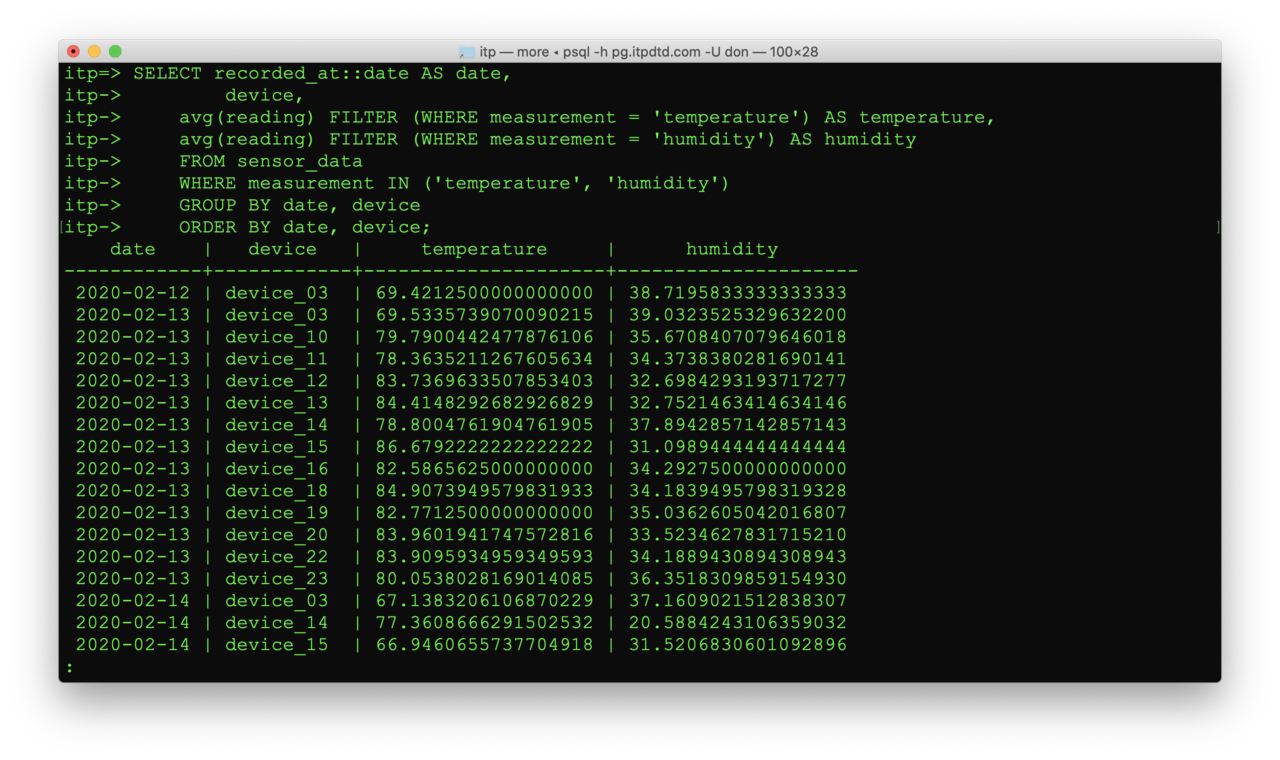 itp — more ◂ psql -h pg.itpdtd.com -U don — 100×28
itp=> SELECT recorded_at::date AS date,
itp->         device,
itp->     avg(reading) FILTER (WHERE measurement = 'temperature') AS temperature,
itp->     avg(reading) FILTER (WHERE measurement = 'humidity') AS humidity
itp->     FROM sensor_data
itp->     WHERE measurement IN ('temperature', 'humidity')
itp->     GROUP BY date, device
[itp->     ORDER BY date, device; ]
    date    |   device   |     temperature     |      humidity
------------+------------+---------------------+---------------------
 2020-02-12 | device_03  | 69.4212500000000000 | 38.7195833333333333
 2020-02-13 | device_03  | 69.5335739070090215 | 39.0323525329632200
 2020-02-13 | device_10  | 79.7900442477876106 | 35.6708407079646018
 2020-02-13 | device_11  | 78.3635211267605634 | 34.3738380281690141
 2020-02-13 | device_12  | 83.7369633507853403 | 32.6984293193717277
 2020-02-13 | device_13  | 84.4148292682926829 | 32.7521463414634146
 2020-02-13 | device_14  | 78.8004761904761905 | 37.8942857142857143
 2020-02-13 | device_15  | 86.6792222222222222 | 31.0989444444444444
 2020-02-13 | device_16  | 82.5865625000000000 | 34.2927500000000000
 2020-02-13 | device_18  | 84.9073949579831933 | 34.1839495798319328
 2020-02-13 | device_19  | 82.7712500000000000 | 35.0362605042016807
 2020-02-13 | device_20  | 83.9601941747572816 | 33.5234627831715210
 2020-02-13 | device_22  | 83.9095934959349593 | 34.1889430894308943
 2020-02-13 | device_23  | 80.0538028169014085 | 36.3518309859154930
 2020-02-14 | device_03  | 67.1383206106870229 | 37.1609021512838307
 2020-02-14 | device_14  | 77.3608666291502532 | 20.5884243106359032
 2020-02-14 | device_15  | 66.9460655737704918 | 31.5206830601092896
: